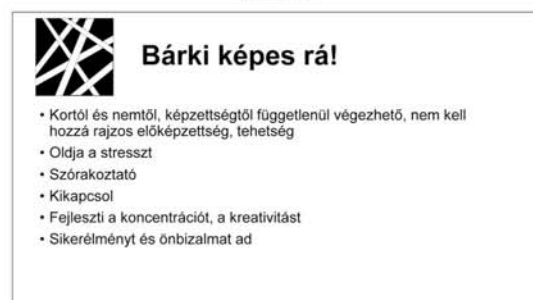 Bárki képes rá!
• Kortól és nemtől, képzettségtől függetlenül végezhető, nem kell
hozzá rajzos előképzettség, tehetség
• Oldja a stresszt
• Szórakoztató
• Kikapcsol
• Fejleszti a koncentrációt, a kreativitást
• Sikerélményt és önbizalmat ad